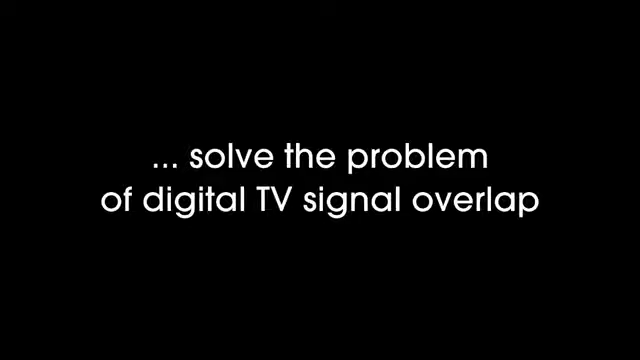 ... solve the problem
of digital TV signal overlap